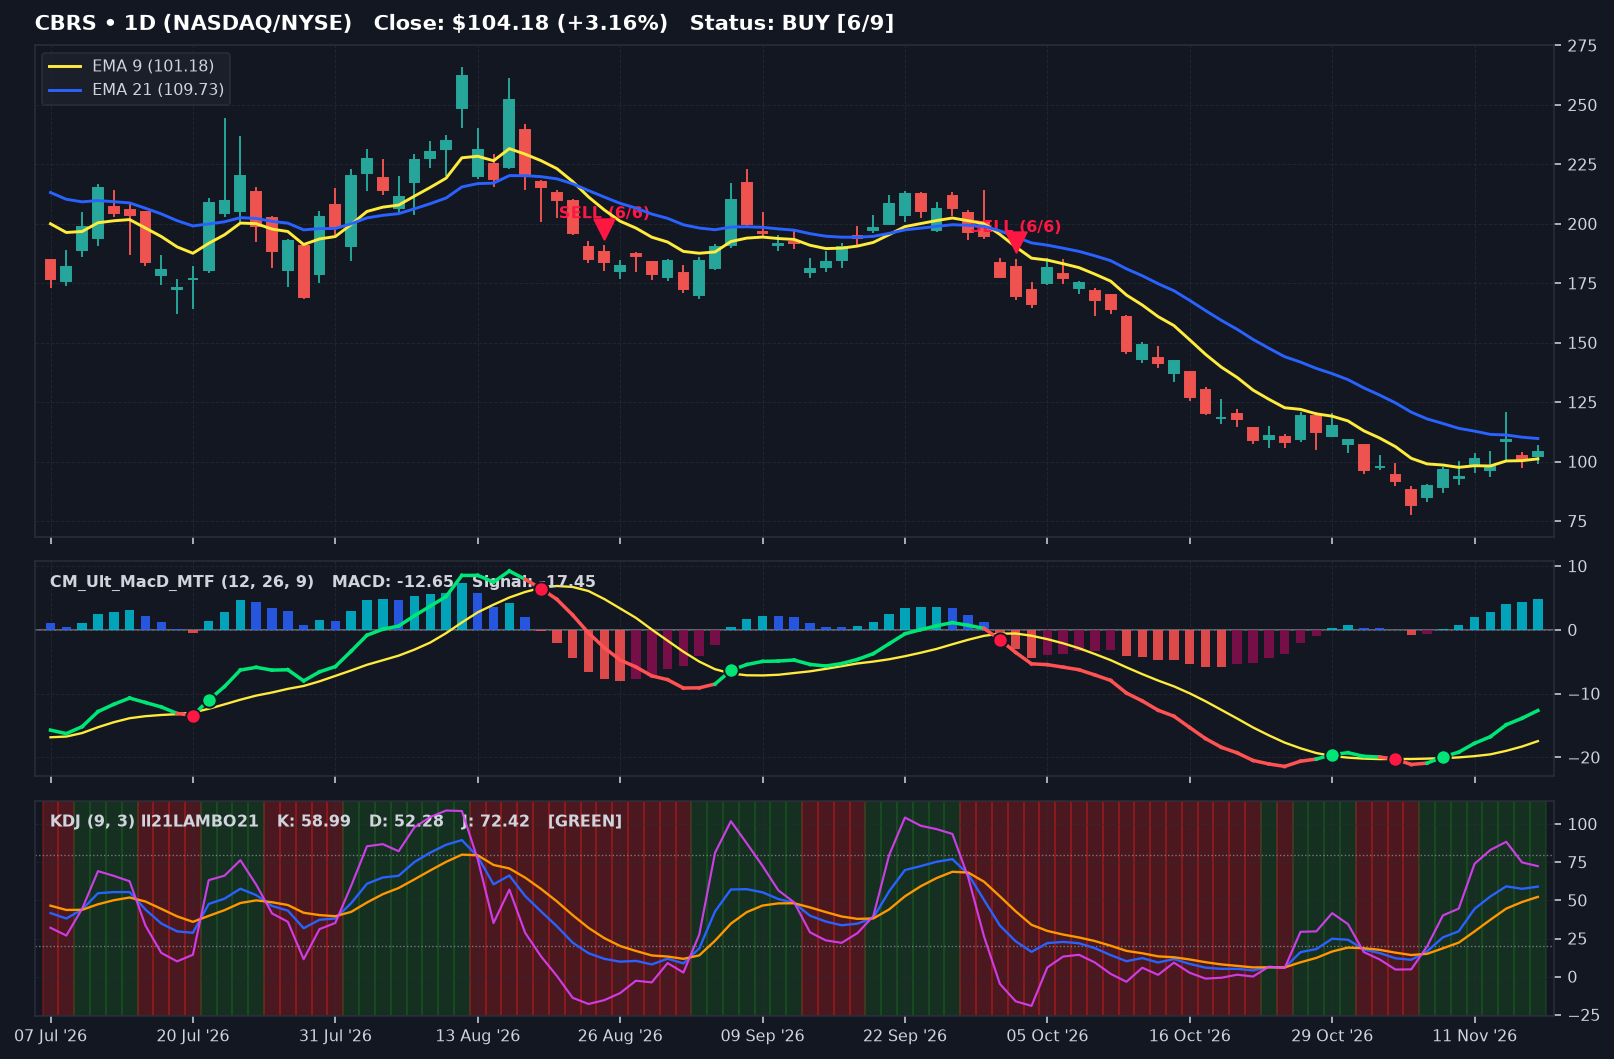 CBRS • 1D (NASDAQ/NYSE)   Close: $104.18 (+3.16%)   Status: BUY [6/9]
EMA 9 (101.18)
EMA 21 (109.73)
SELL (6/6)
(6/6)
275
250
225
200
175
150
125
100
75
CM_Ult_MacD_MTF (12, 26, 9)   MACD: -12.65   Signal: -17.45
10
0
−10
−20
KDJ (9, 3) II21LAMBO21   K: 58.99   D: 52.28   J: 72.42   [GREEN]
100
75
50
25
0
−25
07 Jul '26
20 Jul '26
31 Jul '26
13 Aug '26
26 Aug '26
09 Sep '26
22 Sep '26
05 Oct '26
16 Oct '26
29 Oct '26
11 Nov '26